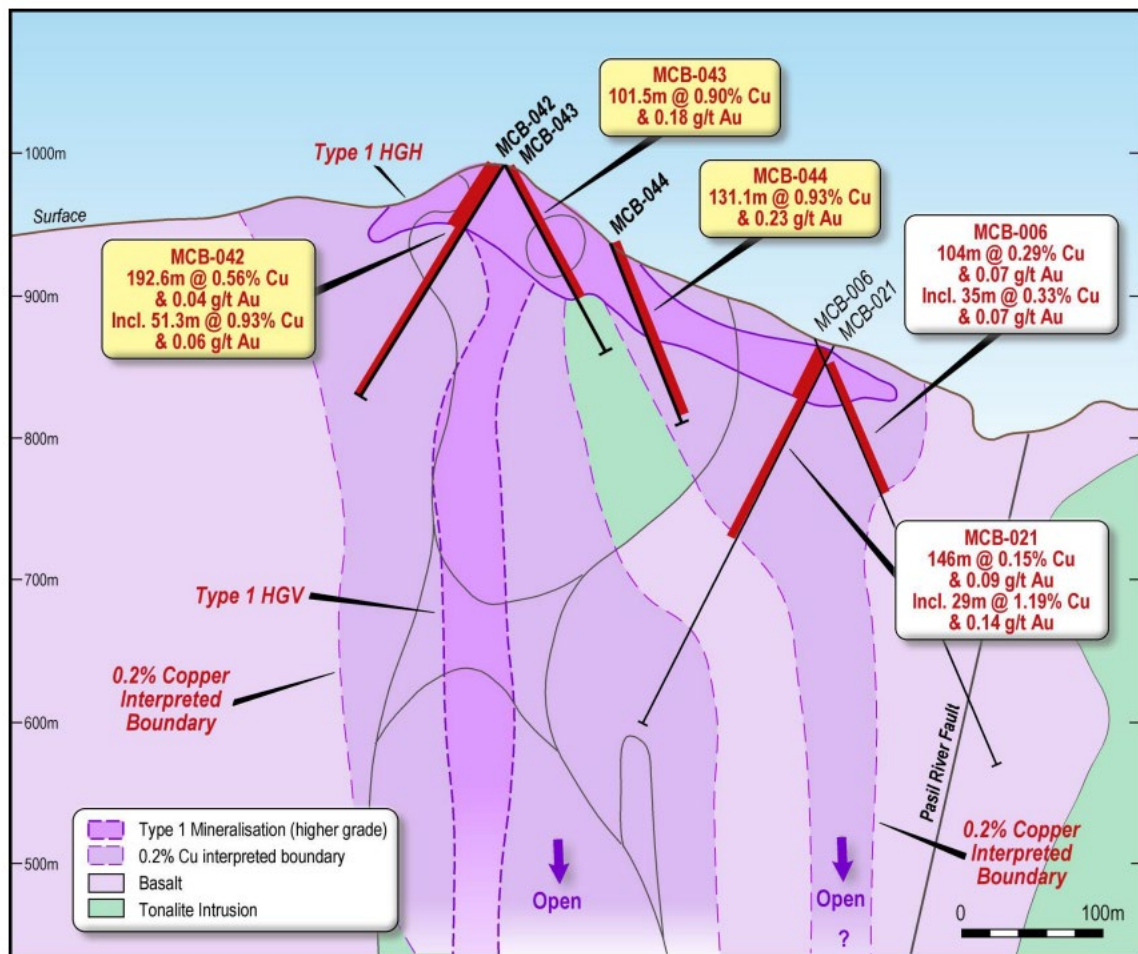 MCB-043
101.5m @ 0.90% Cu
& 0.18 g/t Au
MCB-042
MCB-043
1000m
Type 1 HGH
MCB-044
131.1m @ 0.93% Cu
& 0.23 g/t Au
MCB-044
Surface
MCB-042
192.6m @ 0.56% Cu
& 0.04 g/t Au
Incl. 51.3m @ 0.93% Cu
& 0.06 g/t Au
MCB-006
104m @ 0.29% Cu
& 0.07 g/t Au
Incl. 35m @ 0.33% Cu
& 0.07 g/t Au
MCB-006
MCB-021
900m
800m
MCB-021
146m @ 0.15% Cu
& 0.09 g/t Au
Incl. 29m @ 1.19% Cu
& 0.14 g/t Au
700m
Type 1 HGV
0.2% Copper
Interpreted
Boundary
600m
Pasil River Fault
Type 1 Mineralisation (higher grade)
0.2% Cu interpreted boundary
Basalt
Tonalite Intrusion
500m
Open
Open
?
0.2% Copper
Interpreted
Boundary
0 100m